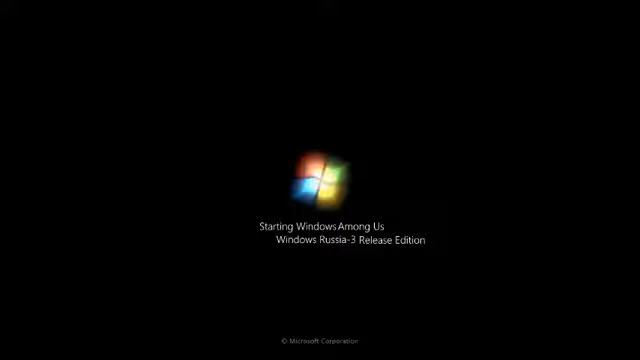 Starting Windows Among Us
Windows Russia-3 Release Edition
© Microsoft Corporation